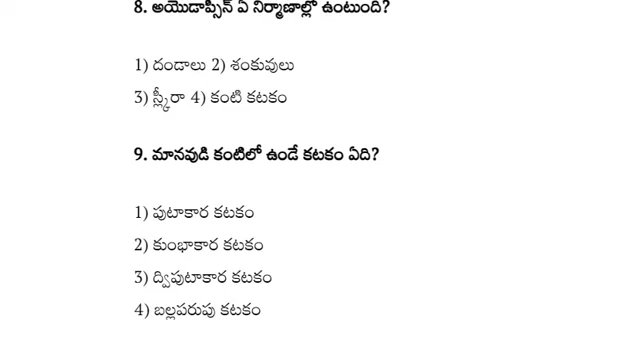 8. అయొడాప్సిన్ ఏ నిర్మాణాల్లో ఉంటుంది?
1) దండాలు 2) శంకువులు
3) స్క్లీరా 4) కంటి కటకం
9. మానవుడి కంటిలో ఉండే కటకం ఏది?
1) పుటాకార కటకం
2) కుంభాకార కటకం
3) ద్విపుటాకార కటకం
4) బల్లపరుపు కటకం